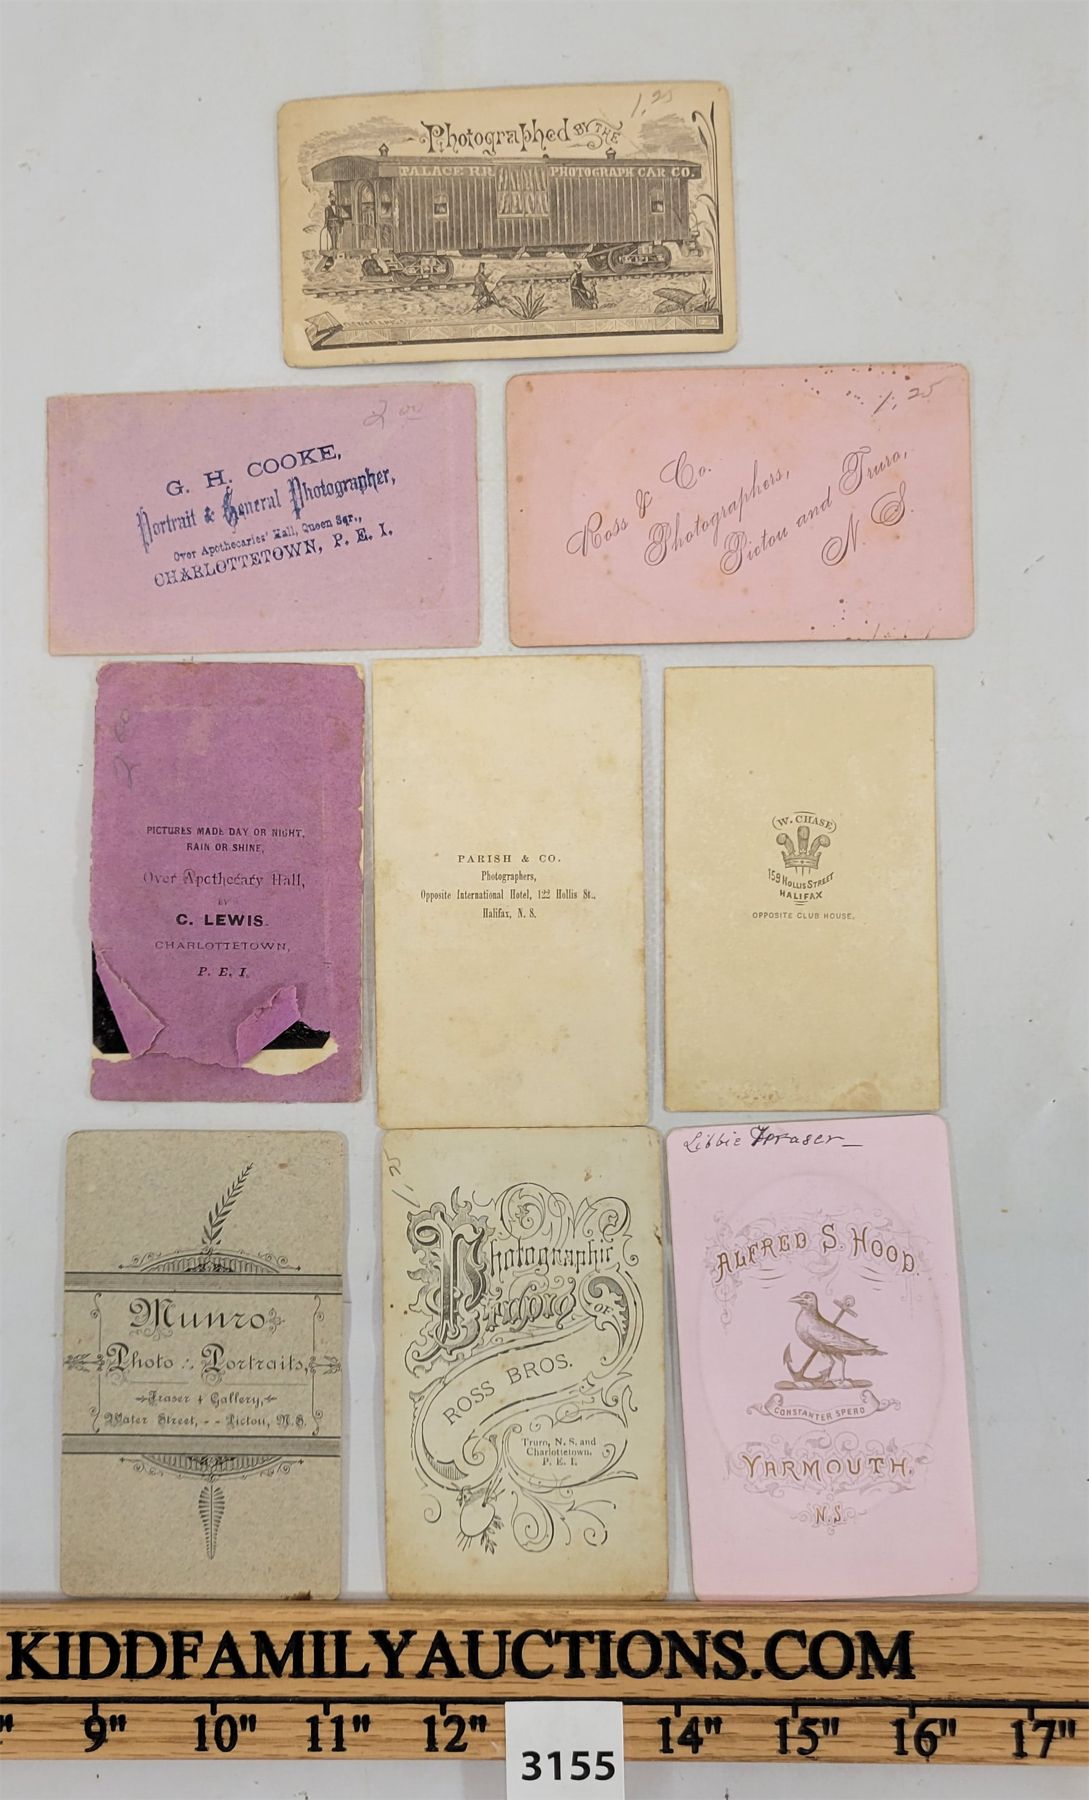 1.25
Photographed BY THE
PALACE R.R. PHOTOGRAPH CAR CO.
2.00
G. H. COOKE,
Portrait & General Photographer,
Over Apothecaries' Hall, Queen Sqr.,
CHARLOTTETOWN, P. E. I.
1.25
Ross & Co.
Photographers,
Pictou and Truro,
N. S.
2.00
PICTURES MADE DAY OR NIGHT,
RAIN OR SHINE,
Over Apothecary Hall,
BY
C. LEWIS.
CHARLOTTETOWN,
P. E. I.
PARISH & CO.
Photographers,
Opposite International Hotel, 122 Hollis St.,
Halifax, N. S.
W. CHASE
159 HOLLIS STREET
HALIFAX
OPPOSITE CLUB HOUSE.
Munro
Photo Portraits,
Fraser Gallery,
Water Street, - - Pictou, N.S.
1.25
Photographic
Studio OF
ROSS BROS.
Truro, N. S. and
Charlottetown,
P. E. I.
Libbie Fraser
ALFRED S. HOOD.
CONSTANTER SPERO
YARMOUTH.
N.S.
KIDDFAMILYAUCTIONS.COM
9" 10" 11" 12" 14" 15" 16" 17"
3155